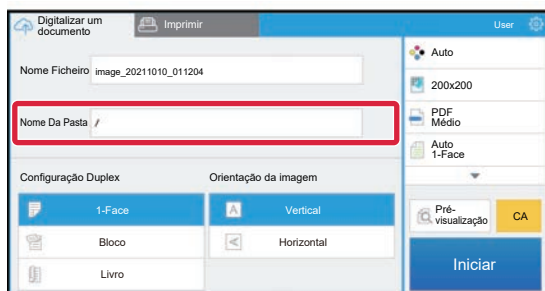 Digitalizar um
documento
Imprimir
User
Nome Ficheiro image_20211010_011204
Nome Da Pasta /
Auto
200x200
PDF
Médio
Auto
1-Face
Configuração Duplex
Orientação da imagem
1-Face
A Vertical
Bloco
Horizontal
Livro
Pré-
visualização
CA
Iniciar